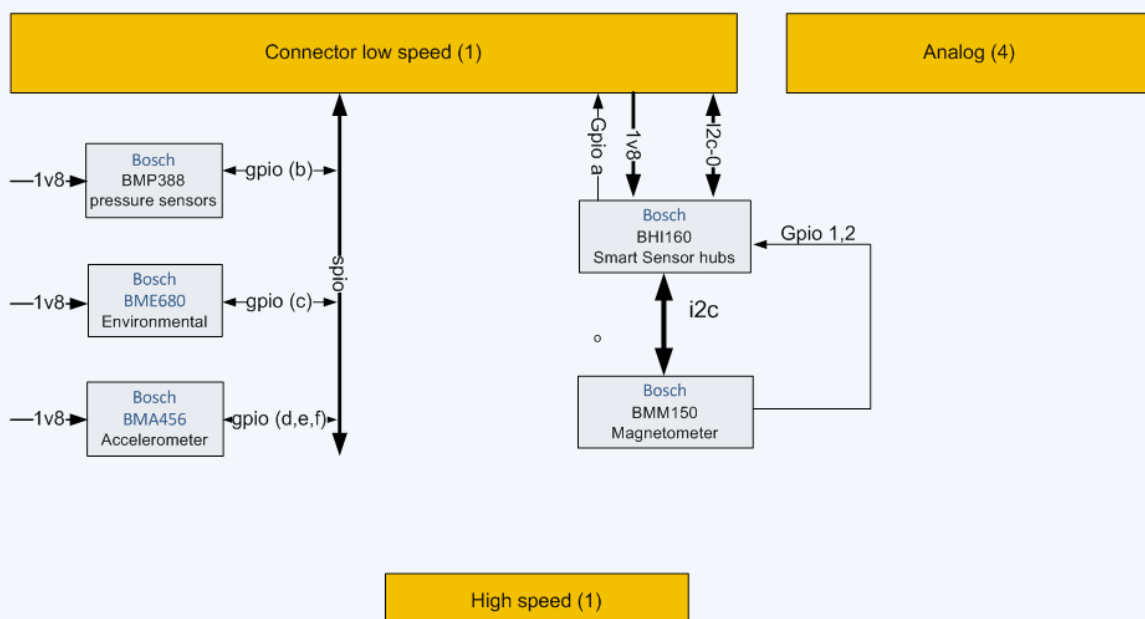 Connector low speed (1)
Analog (4)
1v8
Bosch
BMP388
pressure sensors
gpio (b)
1v8
Bosch
BME680
Environmental
gpio (c)
1v8
Bosch
BMA456
Accelerometer
gpio (d,e,f)
spio
Gpio a
1v8
I2c-0
Bosch
BHI160
Smart Sensor hubs
Gpio 1,2
i2c
Bosch
BMM150
Magnetometer
High speed (1)